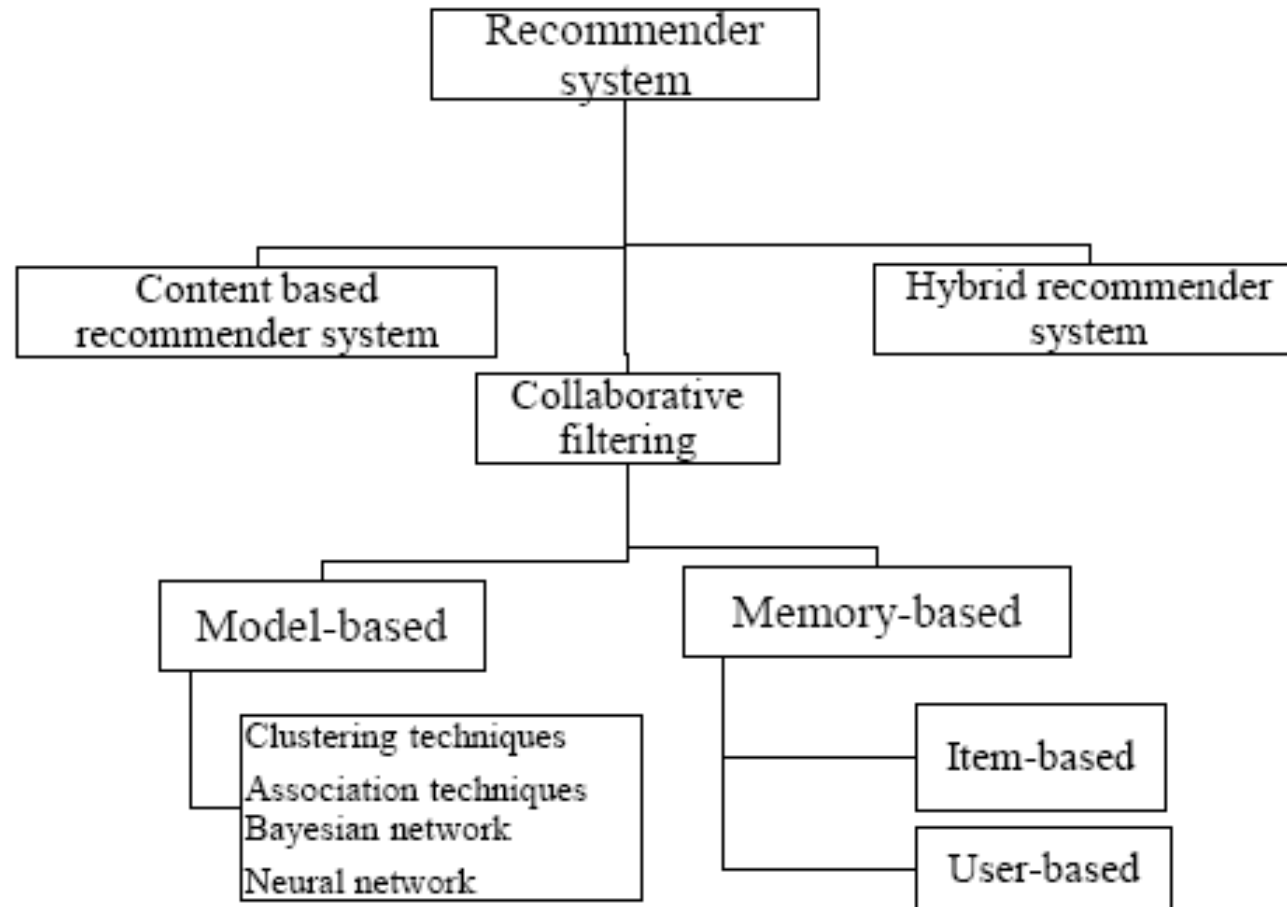 Recommender
system
Content based
recommender system
Hybrid recommender
system
Collaborative
filtering
Model-based
Memory-based
Clustering techniques
Association techniques
Bayesian network
Neural network
Item-based
User-based